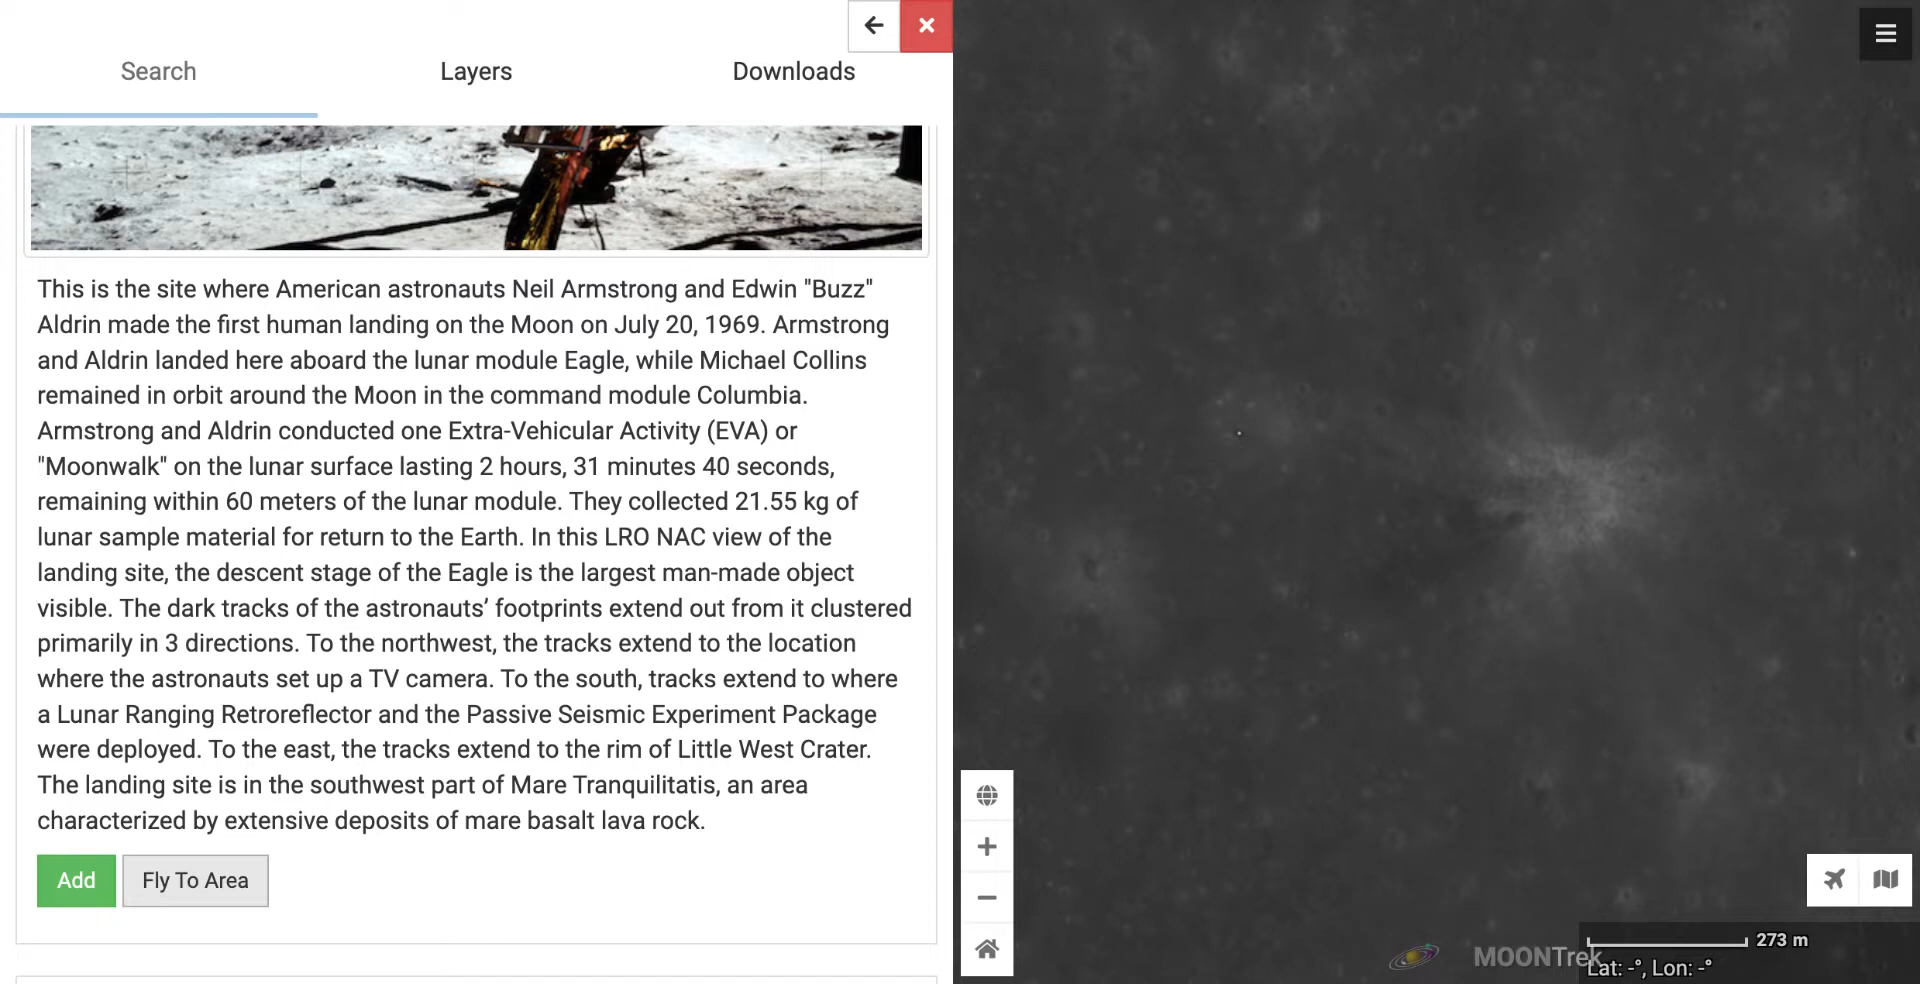 Search
Layers
Downloads
This is the site where American astronauts Neil Armstrong and Edwin "Buzz"
Aldrin made the first human landing on the Moon on July 20, 1969. Armstrong
and Aldrin landed here aboard the lunar module Eagle, while Michael Collins
remained in orbit around the Moon in the command module Columbia.
Armstrong and Aldrin conducted one Extra-Vehicular Activity (EVA) or
"Moonwalk" on the lunar surface lasting 2 hours, 31 minutes 40 seconds,
remaining within 60 meters of the lunar module. They collected 21.55 kg of
lunar sample material for return to the Earth. In this LRO NAC view of the
landing site, the descent stage of the Eagle is the largest man-made object
visible. The dark tracks of the astronauts’ footprints extend out from it clustered
primarily in 3 directions. To the northwest, the tracks extend to the location
where the astronauts set up a TV camera. To the south, tracks extend to where
a Lunar Ranging Retroreflector and the Passive Seismic Experiment Package
were deployed. To the east, the tracks extend to the rim of Little West Crater.
The landing site is in the southwest part of Mare Tranquilitatis, an area
characterized by extensive deposits of mare basalt lava rock.
Add
Fly To Area
273 m
MOONTrek
Lat: -°, Lon: -°